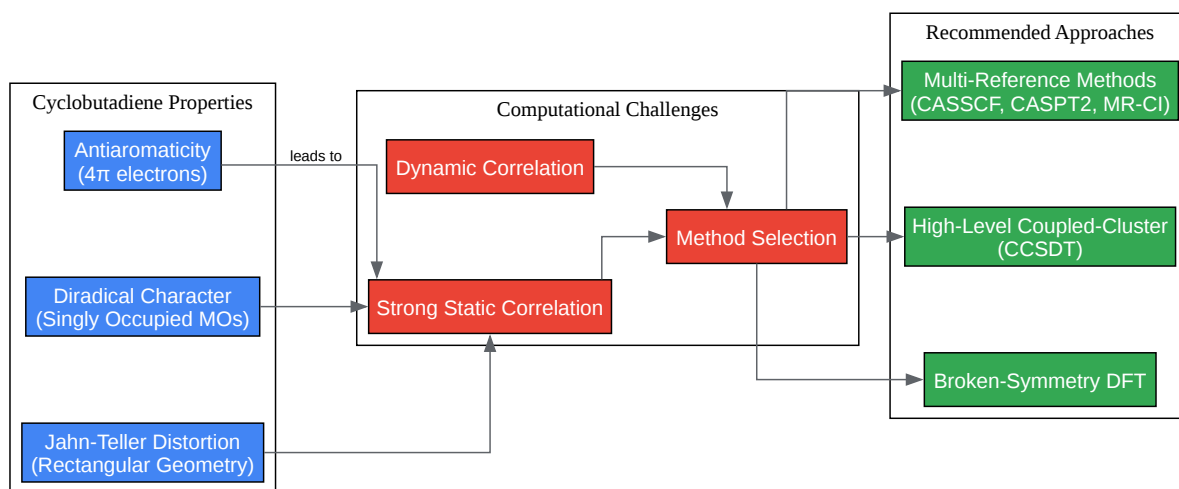 Cyclobutadiene Properties
Antiaromaticity
(4π electrons)
leads to
Diradical Character
(Singly Occupied MOs)
Jahn-Teller Distortion
(Rectangular Geometry)
Computational Challenges
Dynamic Correlation
Method Selection
Strong Static Correlation
Recommended Approaches
Multi-Reference Methods
(CASSCF, CASPT2, MR-CI)
High-Level Coupled-Cluster
(CCSDT)
Broken-Symmetry DFT